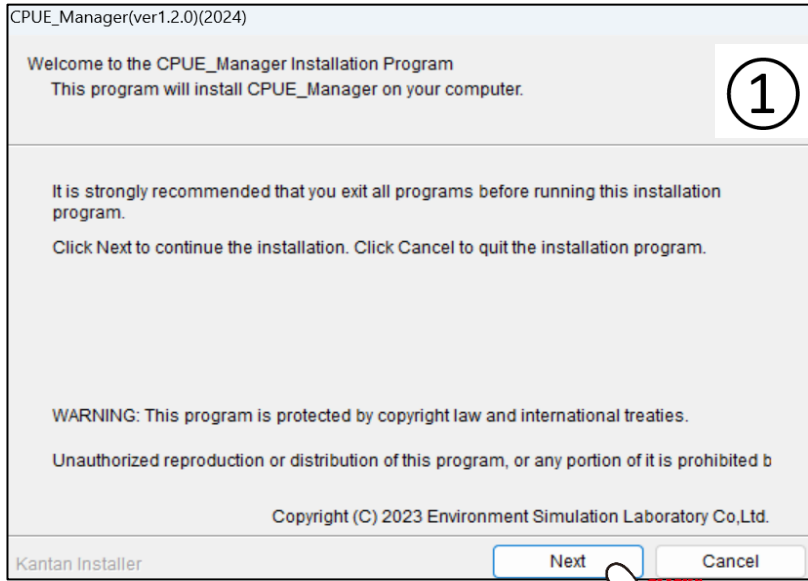 CPUE_Manager(ver1.2.0)(2024)
Welcome to the CPUE_Manager Installation Program
This program will install CPUE_Manager on your computer.
①
It is strongly recommended that you exit all programs before running this installation
program.
Click Next to continue the installation. Click Cancel to quit the installation program.
WARNING: This program is protected by copyright law and international treaties.
Unauthorized reproduction or distribution of this program, or any portion of it is prohibited b
Copyright (C) 2023 Environment Simulation Laboratory Co,Ltd.
Kantan Installer
Next
Cancel